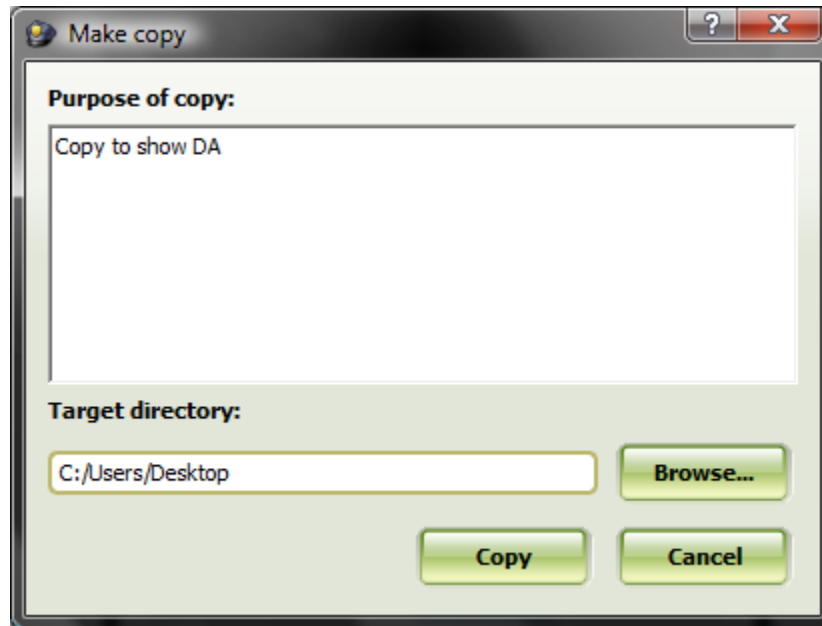 Make copy
?
X
Purpose of copy:
Copy to show DA
Target directory:
C:/Users/Desktop
Browse...
Copy
Cancel